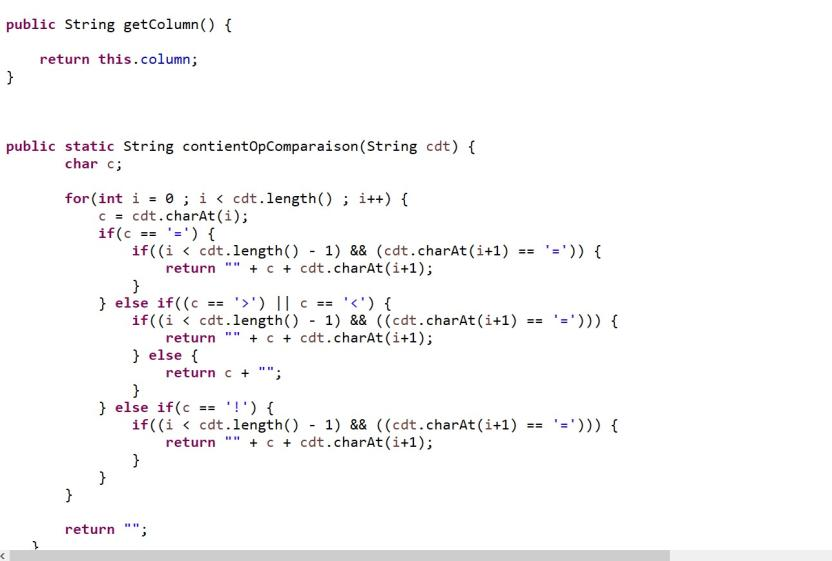 public String getColumn() {
return this.column;
}
public static String contientOpComparaison(String cdt) {
char c;
for(int i = 0 ; i < cdt.length() ; i++) {
c = cdt.charAt(i);
if(c == '=') {
if((i < cdt.length() - 1) && (cdt.charAt(i+1) == '=')) {
return "" + c + cdt.charAt(i+1);
}
} else if((c == '>') || c == '<') {
if((i < cdt.length() - 1) && ((cdt.charAt(i+1) == '='))) {
return "" + c + cdt.charAt(i+1);
} else {
return c + "";
}
} else if(c == '!') {
if((i < cdt.length() - 1) && ((cdt.charAt(i+1) == '='))) {
return "" + c + cdt.charAt(i+1);
}
}
}
return "";
}